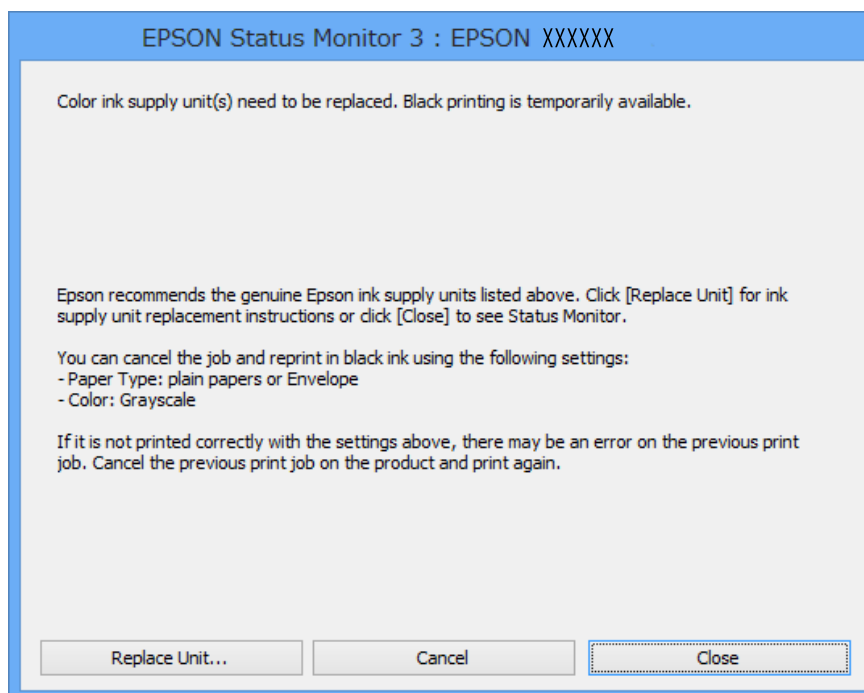 EPSON Status Monitor 3 : EPSON XXXXXX
Color ink supply unit(s) need to be replaced. Black printing is temporarily available.
Epson recommends the genuine Epson ink supply units listed above. Click [Replace Unit] for ink
supply unit replacement instructions or click [Close] to see Status Monitor.
You can cancel the job and reprint in black ink using the following settings:
- Paper Type: plain papers or Envelope
- Color: Grayscale
If it is not printed correctly with the settings above, there may be an error on the previous print
job. Cancel the previous print job on the product and print again.
Replace Unit...
Cancel
Close